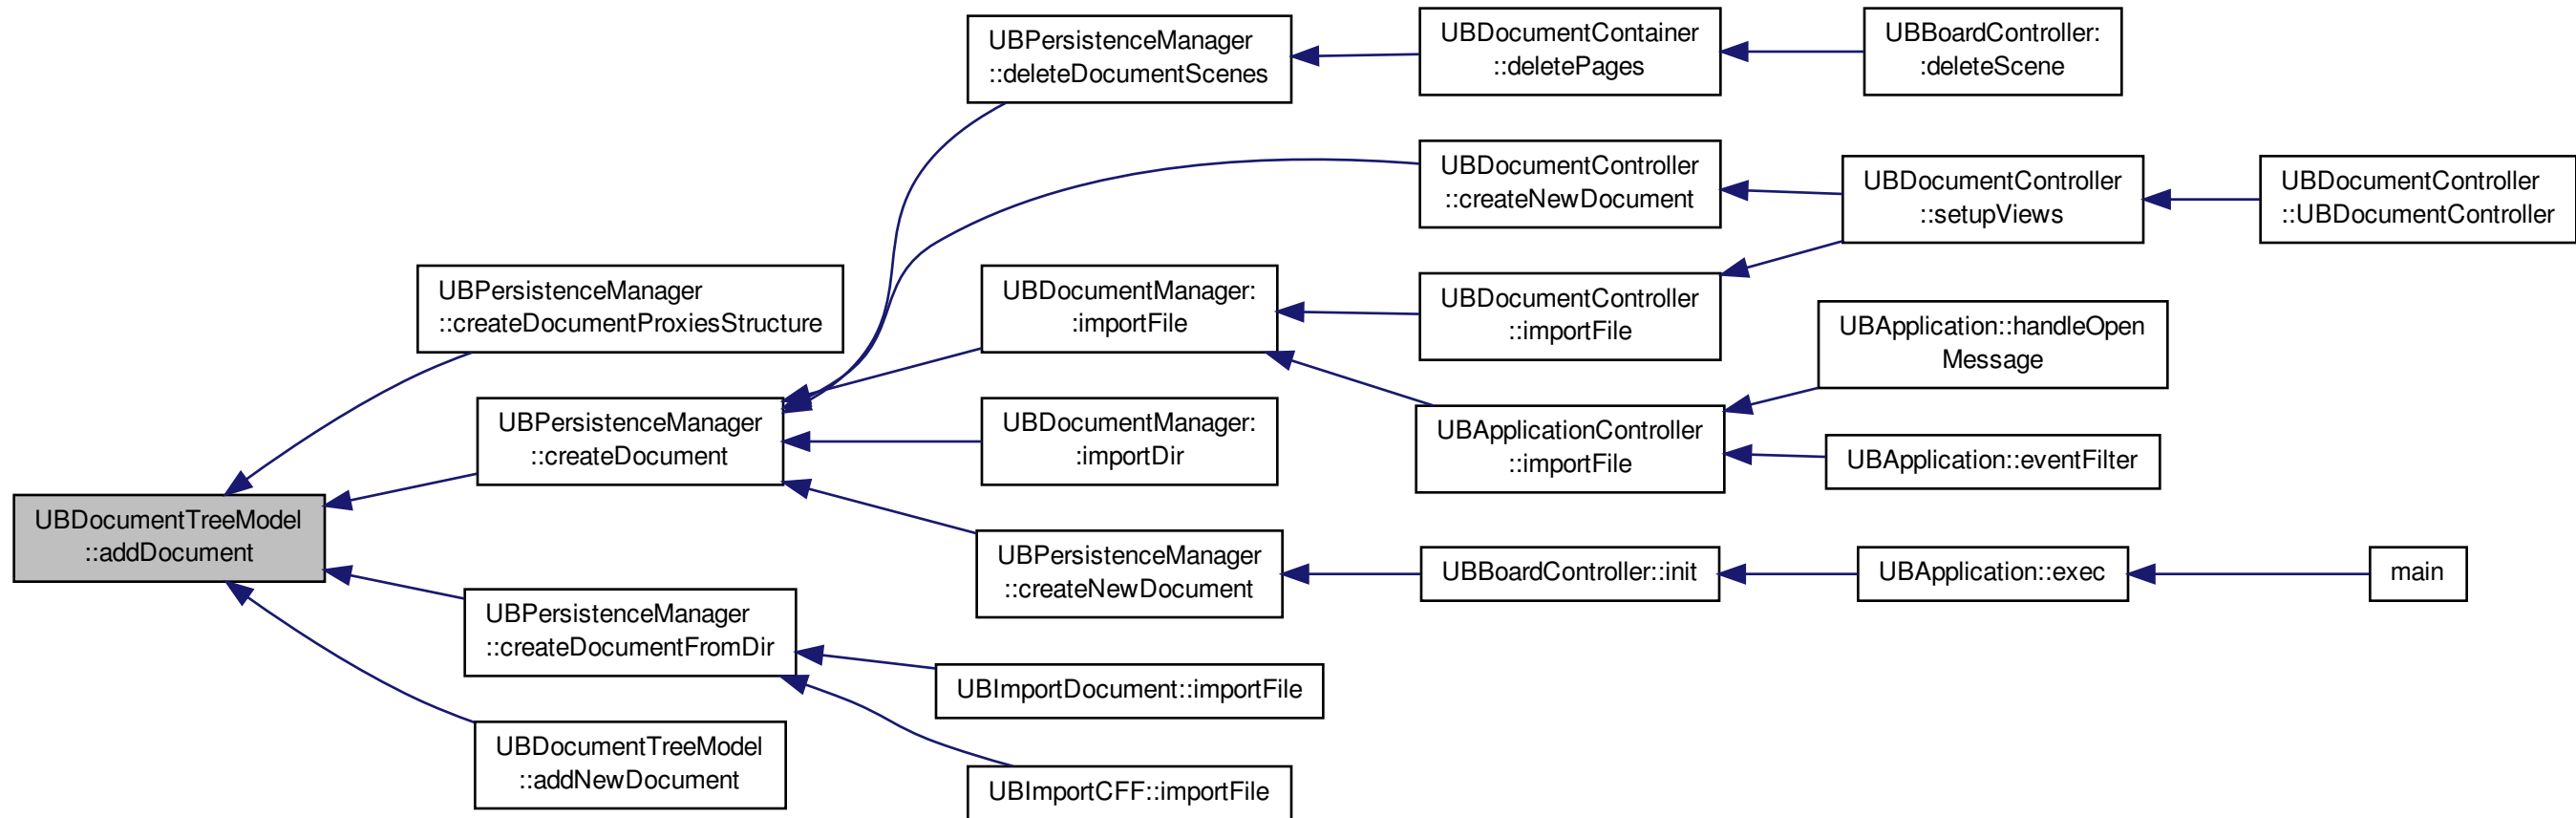 UBPersistenceManager
::deleteDocumentScenes
UBDocumentContainer
::deletePages
UBBoardController:
:deleteScene
UBDocumentController
::createNewDocument
UBDocumentController
::setupViews
UBDocumentController
::UBDocumentController
UBPersistenceManager
::createDocumentProxiesStructure
UBDocumentManager:
:importFile
UBDocumentController
::importFile
UBApplication::handleOpen
Message
UBPersistenceManager
::createDocument
UBDocumentManager:
:importDir
UBApplicationController
::importFile
UBApplication::eventFilter
UBDocumentTreeModel
::addDocument
UBPersistenceManager
::createNewDocument
UBBoardController::init
UBApplication::exec
main
UBPersistenceManager
::createDocumentFromDir
UBImportDocument::importFile
UBDocumentTreeModel
::addNewDocument
UBImportCFF::importFile